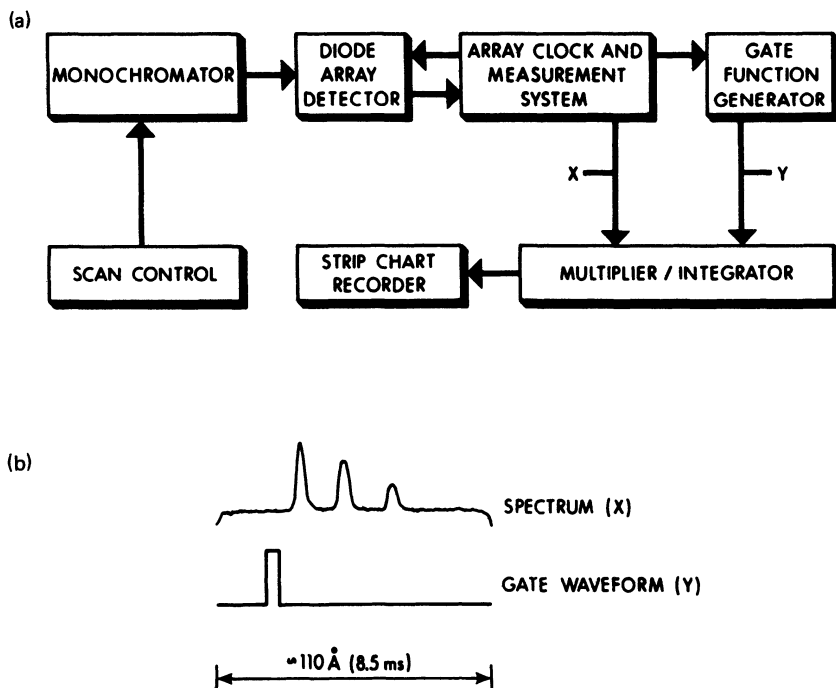 (a)
MONOCHROMATOR
DIODE
ARRAY
DETECTOR
ARRAY CLOCK AND
MEASUREMENT
SYSTEM
GATE
FUNCTION
GENERATOR
X
Y
SCAN CONTROL
STRIP CHART
RECORDER
MULTIPLIER / INTEGRATOR
(b)
SPECTRUM (X)
GATE WAVEFORM (Y)
~110 Å (8.5 ms)